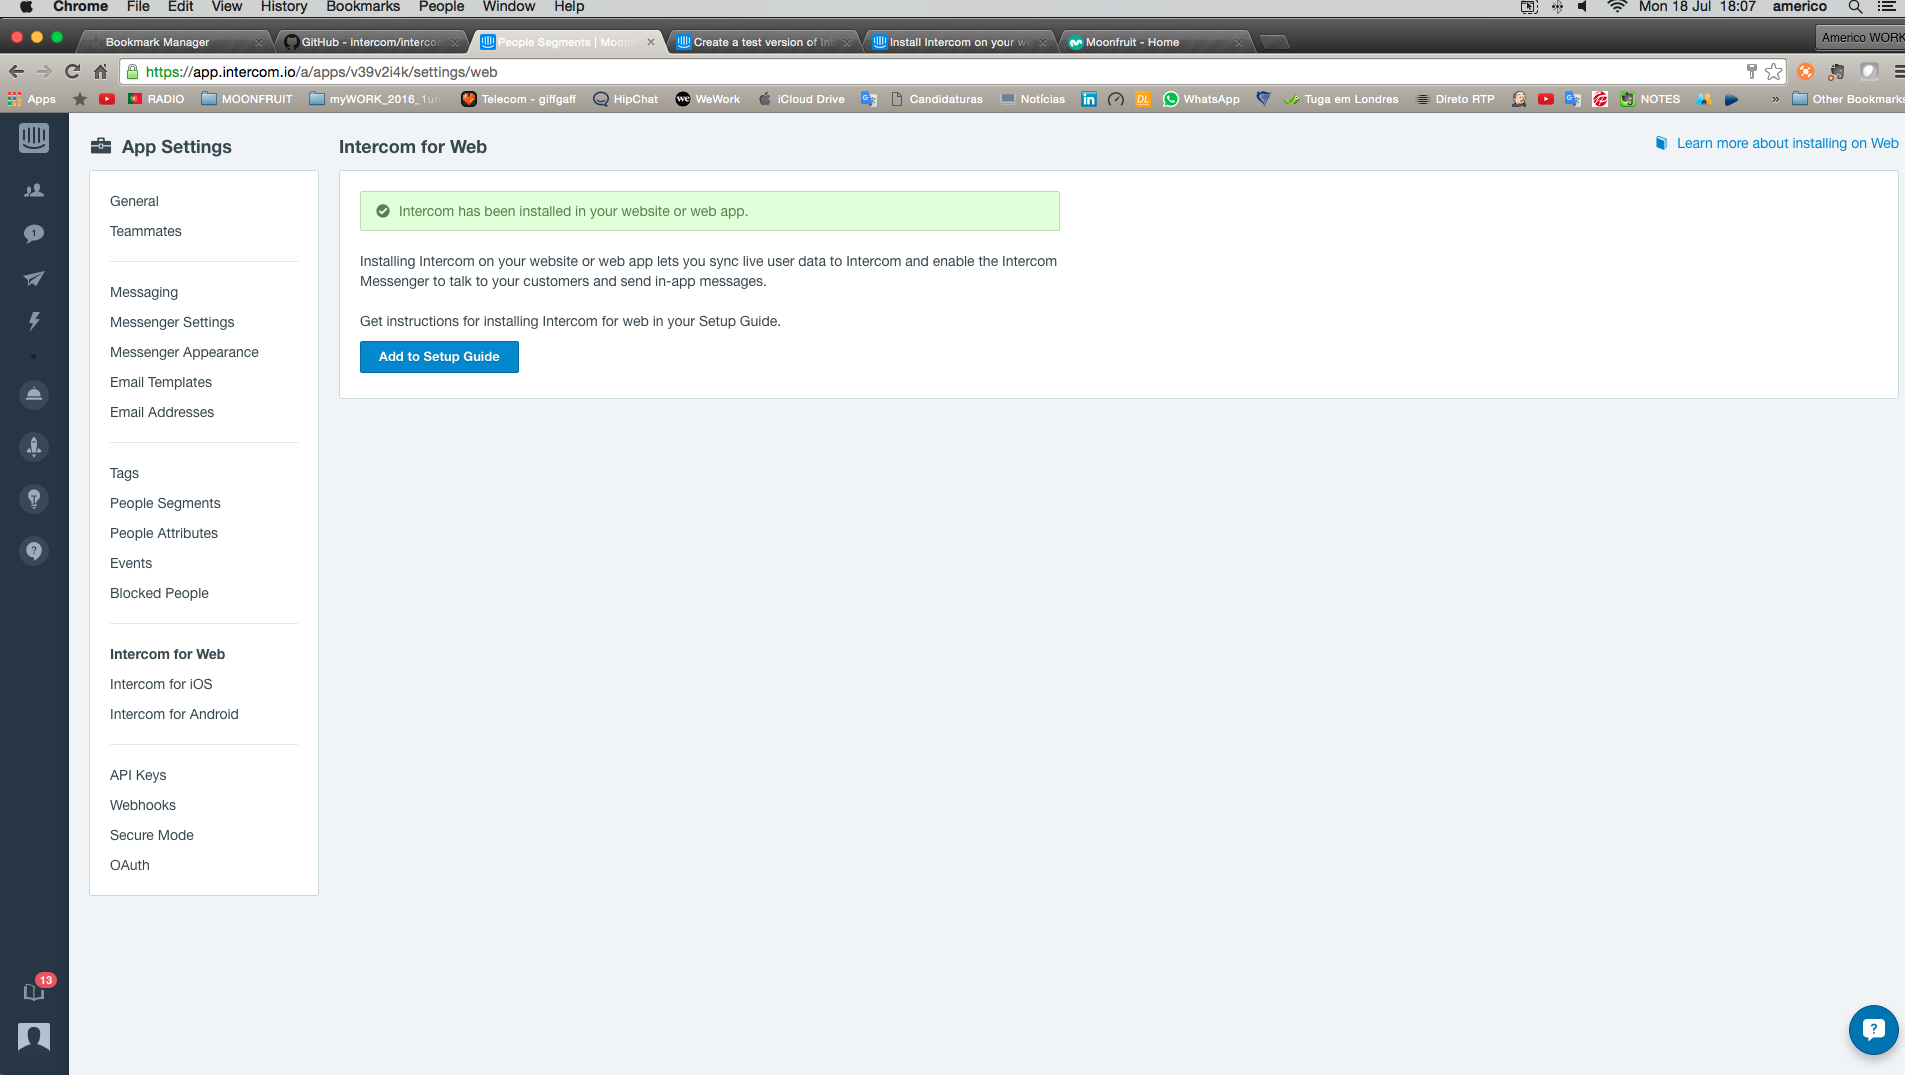 Chrome File Edit View History Bookmarks People Window Help Mon 18 Jul 18:07 americo
Bookmark Manager GitHub - intercom/intercom People Segments | Moonf Create a test version of Int Install Intercom on your we Moonfruit - Home Americo WORK
https://app.intercom.io/a/apps/v39v2i4k/settings/web
Apps RADIO MOONFRUIT myWORK_2016_1un Telecom - giffgaff HipChat we WeWork iCloud Drive Candidaturas Notícias in DL WhatsApp Tuga em Londres Direto RTP NOTES » Other Bookmarks
App Settings
Intercom for Web
Learn more about installing on Web
General
Teammates
Messaging
Messenger Settings
Messenger Appearance
Email Templates
Email Addresses
Tags
People Segments
People Attributes
Events
Blocked People
Intercom for Web
Intercom for iOS
Intercom for Android
API Keys
Webhooks
Secure Mode
OAuth
Intercom has been installed in your website or web app.
Installing Intercom on your website or web app lets you sync live user data to Intercom and enable the Intercom
Messenger to talk to your customers and send in-app messages.
Get instructions for installing Intercom for web in your Setup Guide.
Add to Setup Guide
1
?
13
?